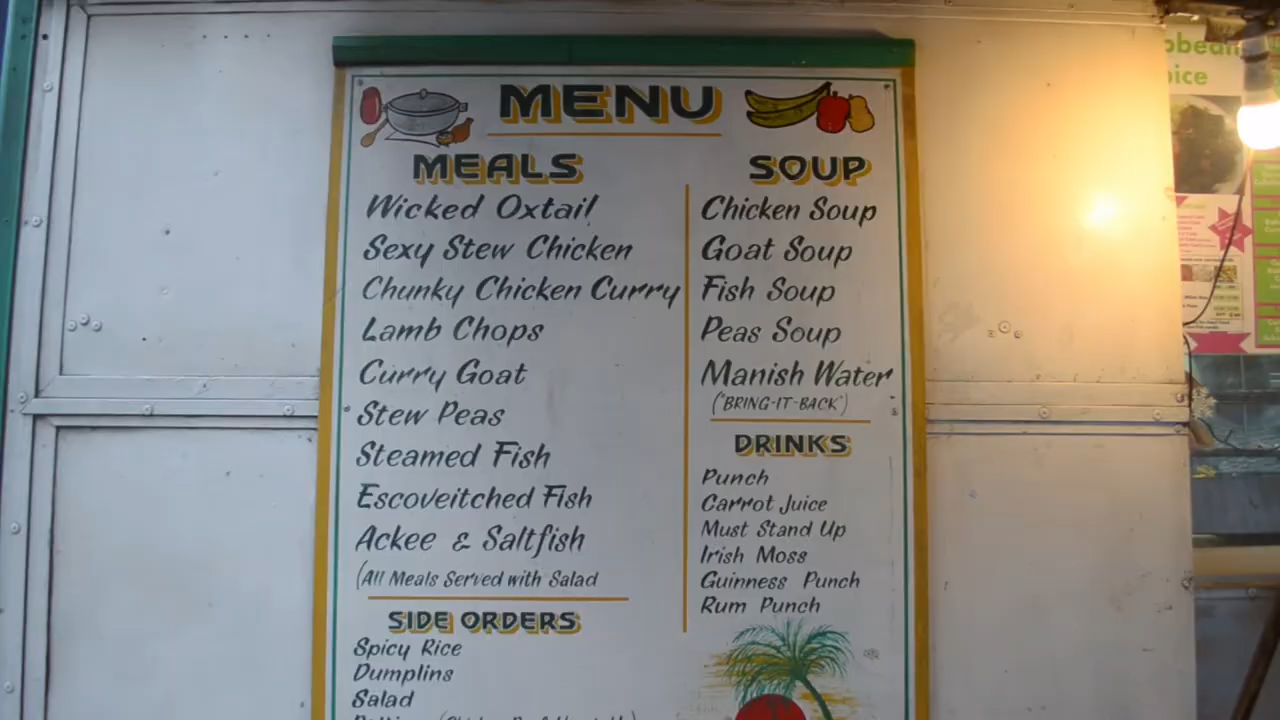 MENU
MEALS
Wicked Oxtail
Sexy Stew Chicken
Chunky Chicken Curry
Lamb Chops
Curry Goat
Stew Peas
Steamed Fish
Escoveitched Fish
Ackee & Saltfish
(All Meals Served with Salad
SIDE ORDERS
Spicy Rice
Dumplins
Salad
SOUP
Chicken Soup
Goat Soup
Fish Soup
Peas Soup
Manish Water
("BRING-IT-BACK")
DRINKS
Punch
Carrot Juice
Must Stand Up
Irish Moss
Guinness Punch
Rum Punch